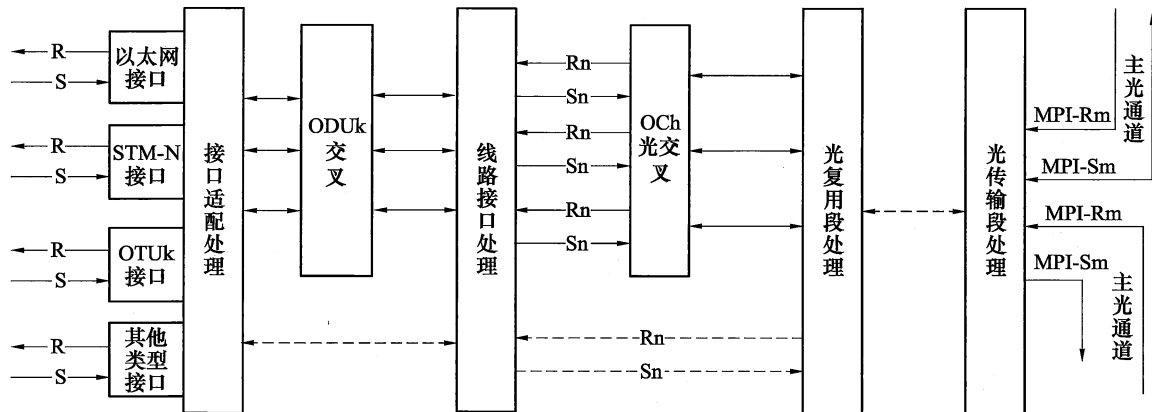 R
以太网
接口
S
R
STM-N
接口
S
R
OTUk
接口
S
R
其他
类型
接口
S
接口适配处理
ODUk
交叉
线路接口处理
Rn
Sn
Rn
Sn
Rn
Sn
Rn
Sn
OCh
光交叉
光复用段处理
光传输段处理
主光通道
MPI-Rm
MPI-Sm
MPI-Rm
MPI-Sm
主光通道